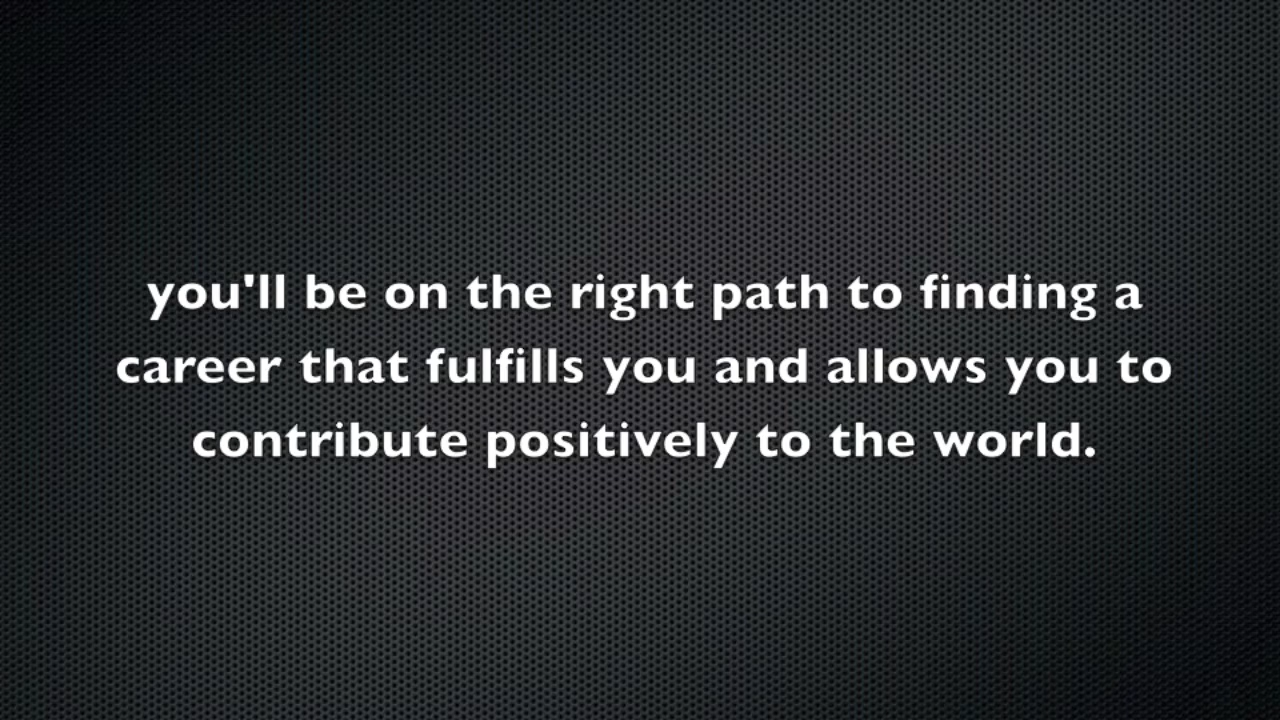 you'll be on the right path to finding a
career that fulfills you and allows you to
contribute positively to the world.